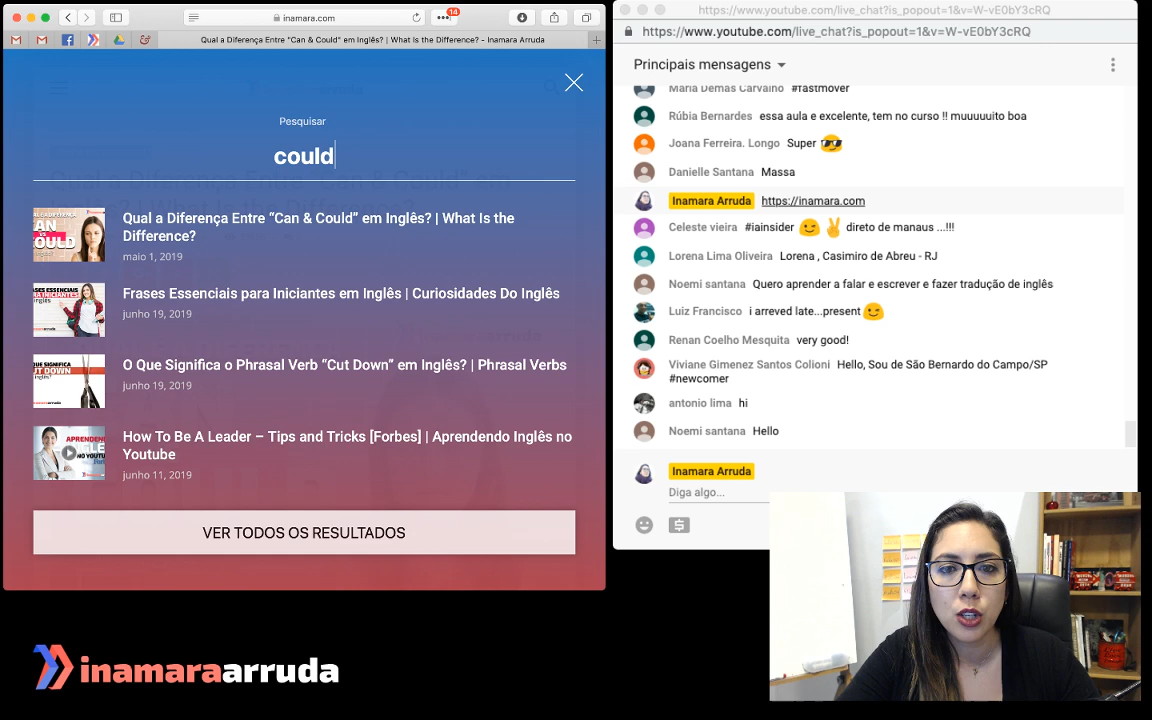 14
inamara.com
Qual a Diferença Entre “Can & Could” em Inglês? | What Is the Difference? - Inamara Arruda
Pesquisar
could
Qual a Diferença Entre “Can & Could” em Inglês? | What Is the
Difference?
maio 1, 2019
Frases Essenciais para Iniciantes em Inglês | Curiosidades Do Inglês
junho 19, 2019
O Que Significa o Phrasal Verb “Cut Down” em Inglês? | Phrasal Verbs
junho 19, 2019
How To Be A Leader – Tips and Tricks [Forbes] | Aprendendo Inglês no
Youtube
junho 11, 2019
VER TODOS OS RESULTADOS
inamaraarruda
https://www.youtube.com/live_chat?is_popout=1&v=W-vE0bY3cRQ
https://www.youtube.com/live_chat?is_popout=1&v=W-vE0bY3cRQ
Principais mensagens
Maria Demas Carvalho #fastmover
Rúbia Bernardes essa aula e excelente, tem no curso !! muuuuuito boa
Joana Ferreira. Longo Super
Danielle Santana Massa
Inamara Arruda https://inamara.com
Celeste vieira #iainsider direto de manaus ...!!!
Lorena Lima Oliveira Lorena , Casimiro de Abreu - RJ
Noemi santana Quero aprender a falar e escrever e fazer tradução de inglês
Luiz Francisco i arreved late...present
Renan Coelho Mesquita very good!
Viviane Gimenez Santos Colioni Hello, Sou de São Bernardo do Campo/SP
#newcomer
antonio lima hi
Noemi santana Hello
Inamara Arruda
Diga algo...